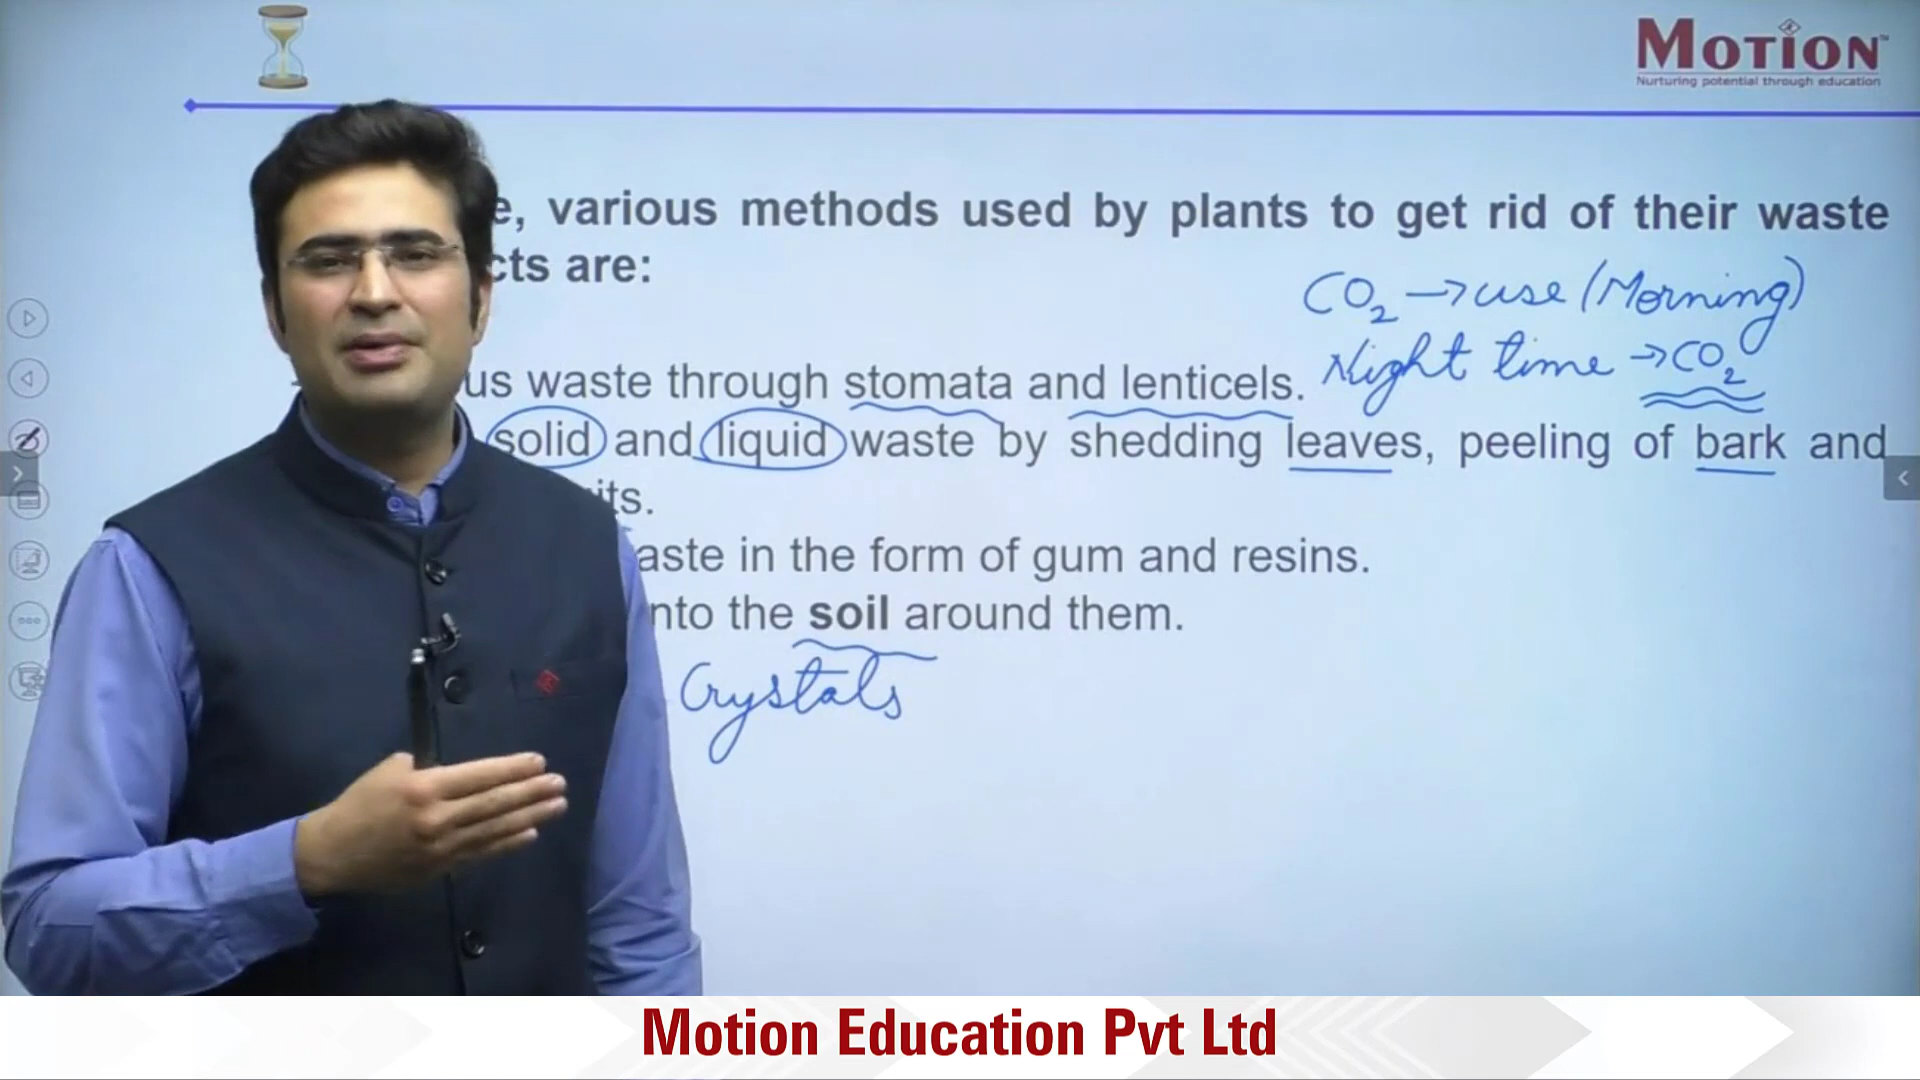 MOTION
Nurturing potential through education
e, various methods used by plants to get rid of their waste
cts are:
CO2 → use (Morning)
Night time → CO2
us waste through stomata and lenticels.
solid and liquid waste by shedding leaves, peeling of bark and
its.
aste in the form of gum and resins.
nto the soil around them.
Crystals
Motion Education Pvt Ltd